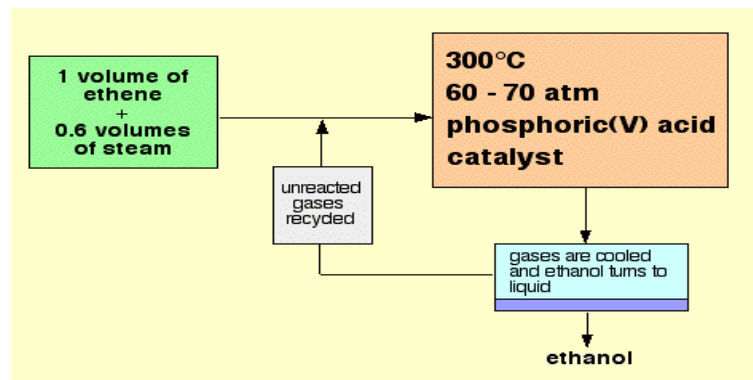 1 volume of
ethene
+
0.6 volumes
of steam
300°C
60 - 70 atm
phosphoric(V) acid
catalyst
unreacted
gases
recycled
gases are cooled
and ethanol turns to
liquid
ethanol